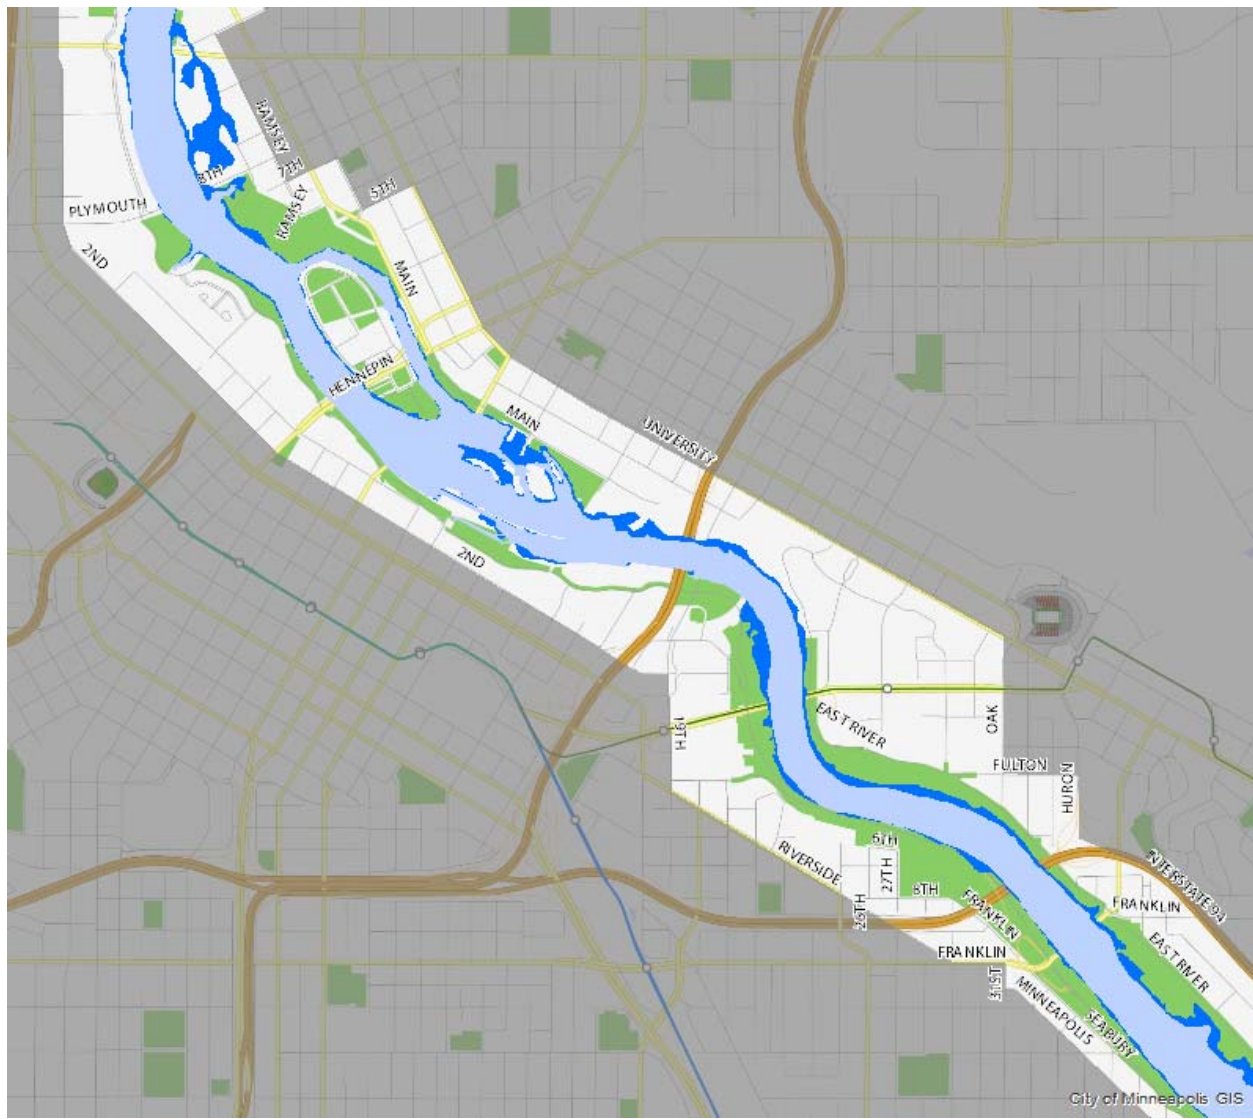 RAMSEY
7TH
8TH
5TH
RAMSEY
PLYMOUTH
2ND
MAIN
HENNEPIN
MAIN
UNIVERSITY
2ND
EAST RIVER
OAK
19TH
FULTON
HURON
6TH
RIVERSIDE
27TH
8TH
INTERSTATE 94
FRANKLIN
26TH
FRANKLIN
FRANKLIN
EAST RIVER
31ST
MINNEAPOLIS
SEABURY
City of Minneapolis GIS